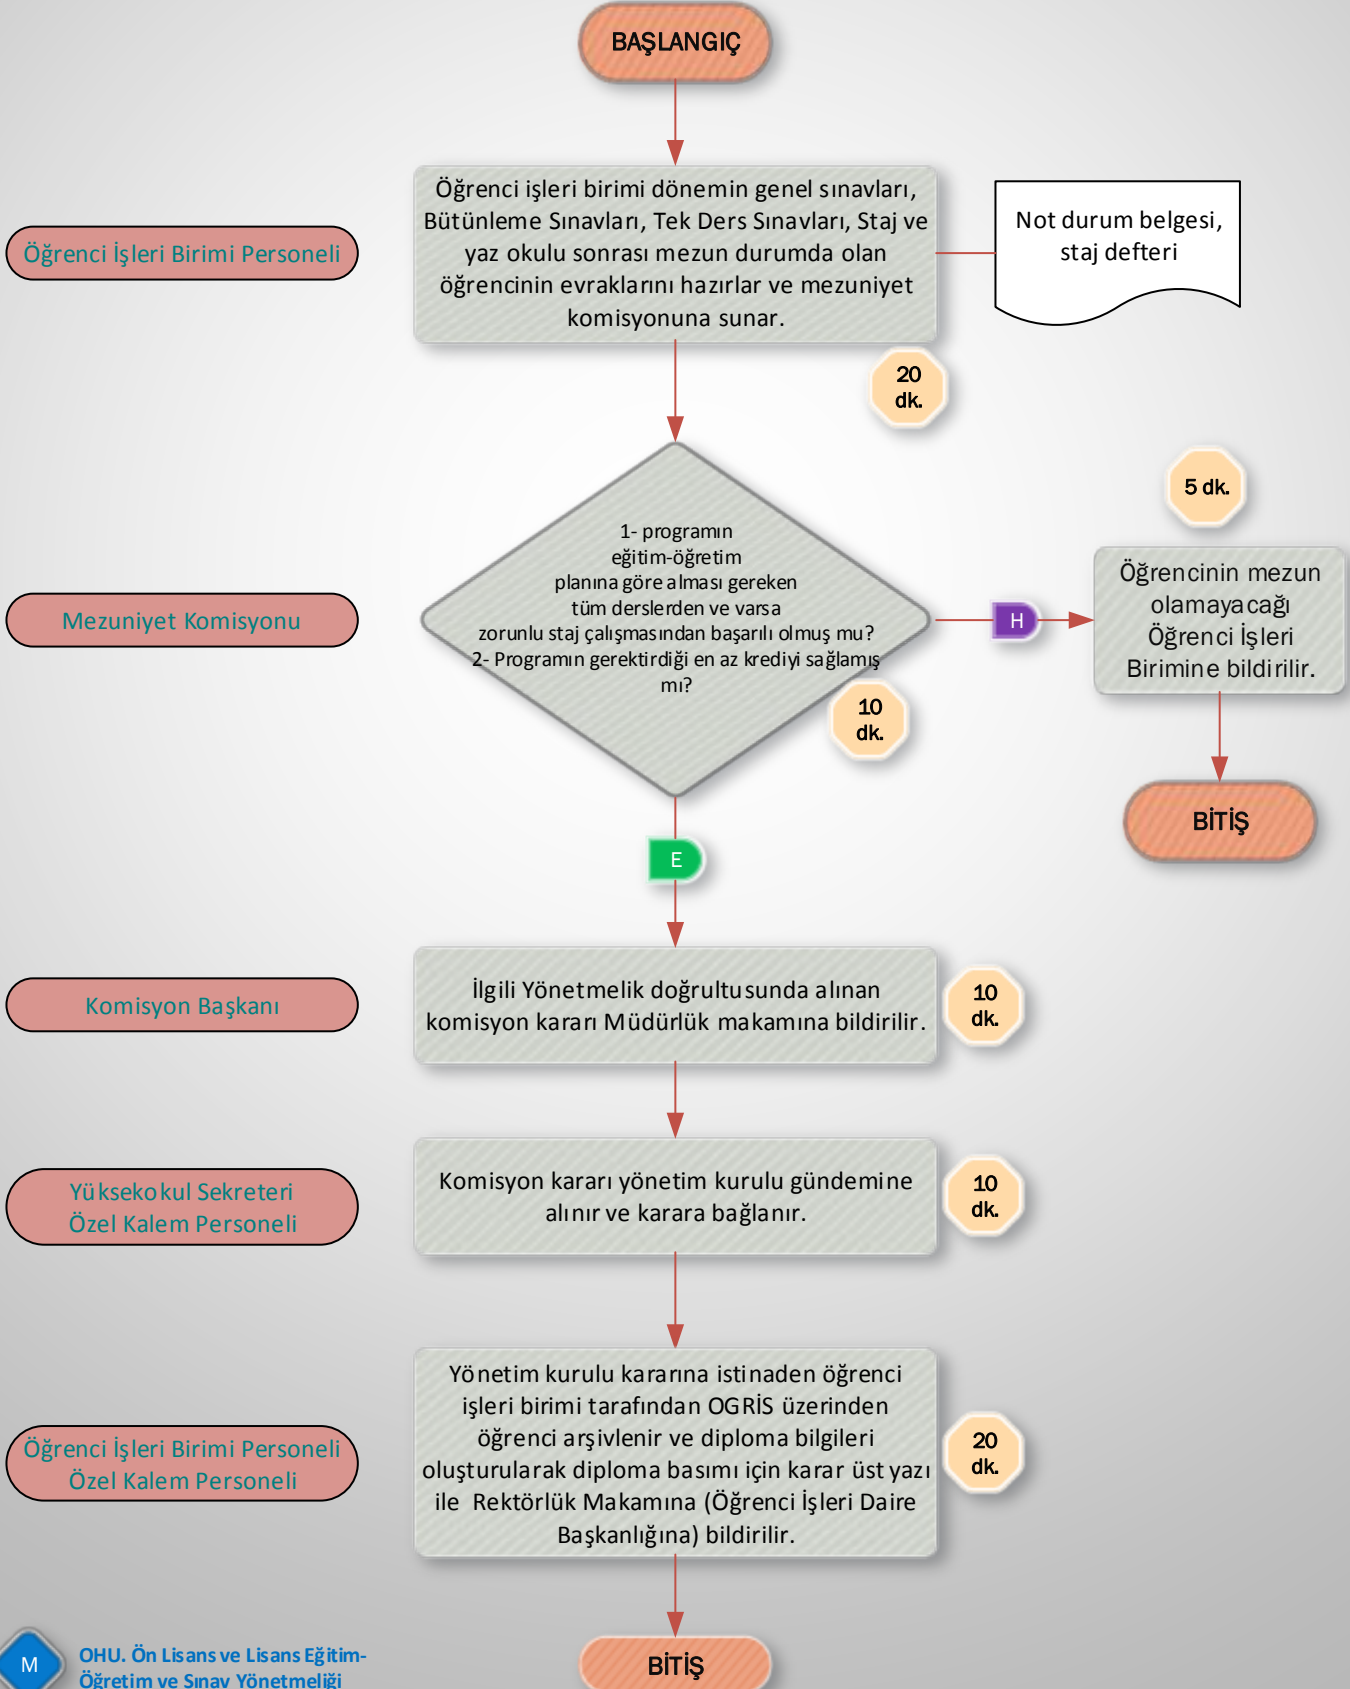 BAŞLANGIÇ
Öğrenci İşleri Birimi Personeli
Öğrenci işleri birimi dönemin genel sınavları,
Bütünleme Sınavları, Tek Ders Sınavları, Staj ve
yaz okulu sonrası mezun durumda olan
öğrencinin evraklarını hazırlar ve mezuniyet
komisyonuna sunar.
Not durum belgesi,
staj defteri
20
dk.
Mezuniyet Komisyonu
1- programın
eğitim-öğretim
planına göre alması gereken
tüm derslerden ve varsa
zorunlu staj çalışmasından başarılı olmuş mu?
2- Programın gerektirdiği en az krediyi sağlamış
mı?
10
dk.
H
5 dk.
Öğrencinin mezun
olamayacağı
Öğrenci İşleri
Birimine bildirilir.
BİTİŞ
E
Komisyon Başkanı
İlgili Yönetmelik doğrultusunda alınan
komisyon kararı Müdürlük makamına bildirilir.
10
dk.
Yüksekokul Sekreteri
Özel Kalem Personeli
Komisyon kararı yönetim kurulu gündemine
alınır ve karara bağlanır.
10
dk.
Öğrenci İşleri Birimi Personeli
Özel Kalem Personeli
Yönetim kurulu kararına istinaden öğrenci
işleri birimi tarafından OGRİS üzerinden
öğrenci arşivlenir ve diploma bilgileri
oluşturularak diploma basımı için karar üst yazı
ile Rektörlük Makamına (Öğrenci İşleri Daire
Başkanlığına) bildirilir.
20
dk.
M
OHU. Ön Lisans ve Lisans Eğitim-
Öğretim ve Sınav Yönetmeliği
BİTİŞ